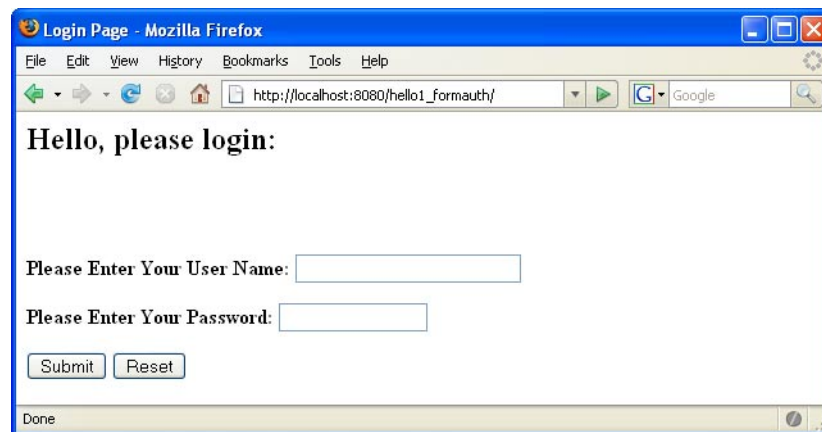 Login Page - Mozilla Firefox
File Edit View History Bookmarks Tools Help
http://localhost:8080/hello1_formauth/ G Google
Hello, please login:
Please Enter Your User Name:
Please Enter Your Password:
Submit Reset
Done